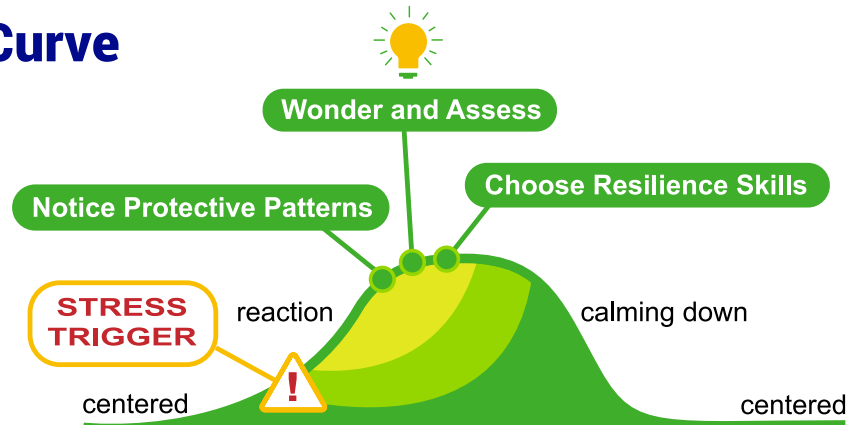 Curve
Wonder and Assess
Notice Protective Patterns
Choose Resilience Skills
STRESS
TRIGGER
reaction
calming down
!
centered
centered